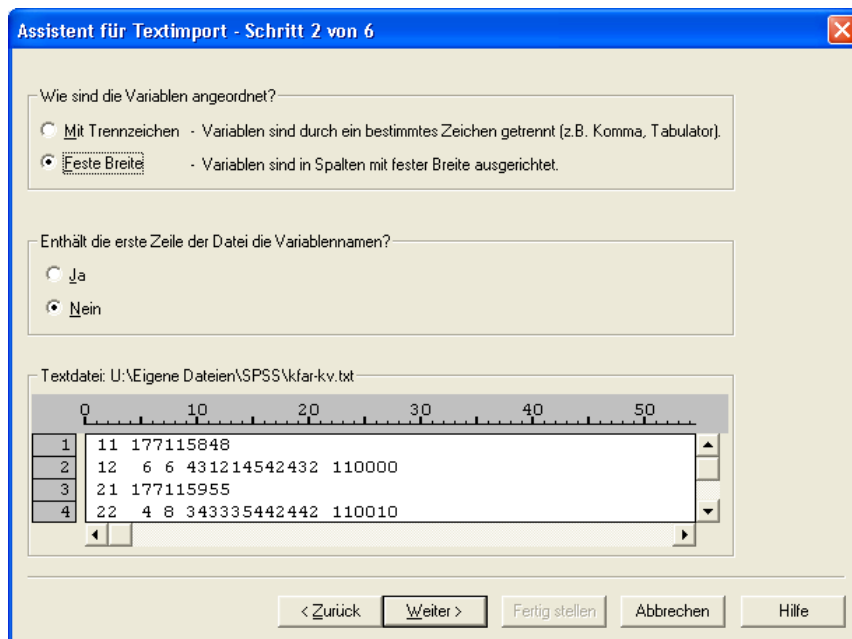 Assistent für Textimport - Schritt 2 von 6
Wie sind die Variablen angeordnet?
Mit Trennzeichen - Variablen sind durch ein bestimmtes Zeichen getrennt (z.B. Komma, Tabulator).
Feste Breite - Variablen sind in Spalten mit fester Breite ausgerichtet.
Enthält die erste Zeile der Datei die Variablennamen?
Ja
Nein
Textdatei: U:\Eigene Dateien\SPSS\kfar-kv.txt
0 10 20 30 40 50
1 11 177115848
2 12  6 6 431214542432 110000
3 21 177115955
4 22  4 8 343335442442 110010
< Zurück Weiter > Fertig stellen Abbrechen Hilfe